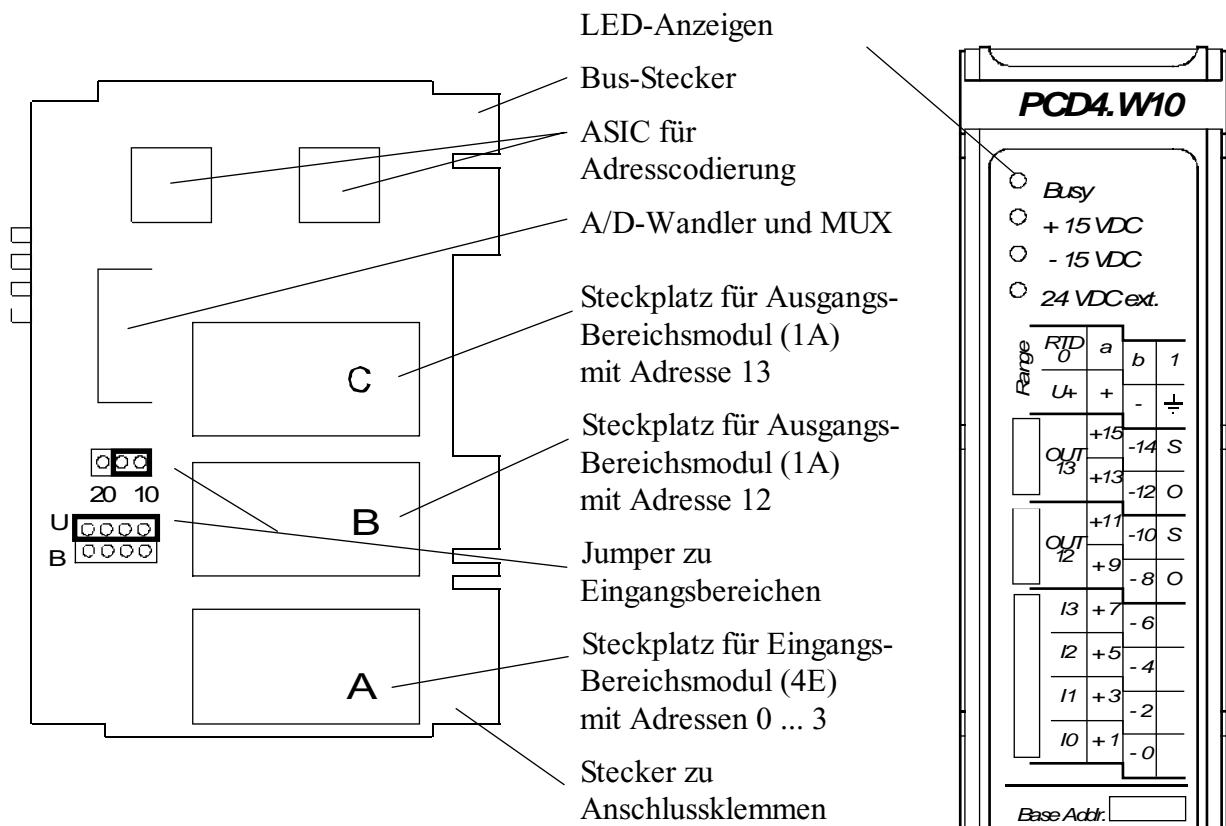 LED-Anzeigen
Bus-Stecker
ASIC für
Adresscodierung
A/D-Wandler und MUX
Steckplatz für Ausgangs-
Bereichsmodul (1A)
mit Adresse 13
Steckplatz für Ausgangs-
Bereichsmodul (1A)
mit Adresse 12
Jumper zu
Eingangsbereichen
Steckplatz für Eingangs-
Bereichsmodul (4E)
mit Adressen 0 ... 3
Stecker zu
Anschlussklemmen
C
B
A
20 10
U
B
PCD4.W10
Busy
+ 15 VDC
- 15 VDC
24 VDC ext.
Range
RTD 0 a b 1
U+ + -
OUT 13 +15 -14 S
+13 -12 O
OUT 12 +11 -10 S
+9 - 8 O
I3 +7 - 6
I2 +5 - 4
I1 +3 - 2
I0 +1 - 0
Base Addr.